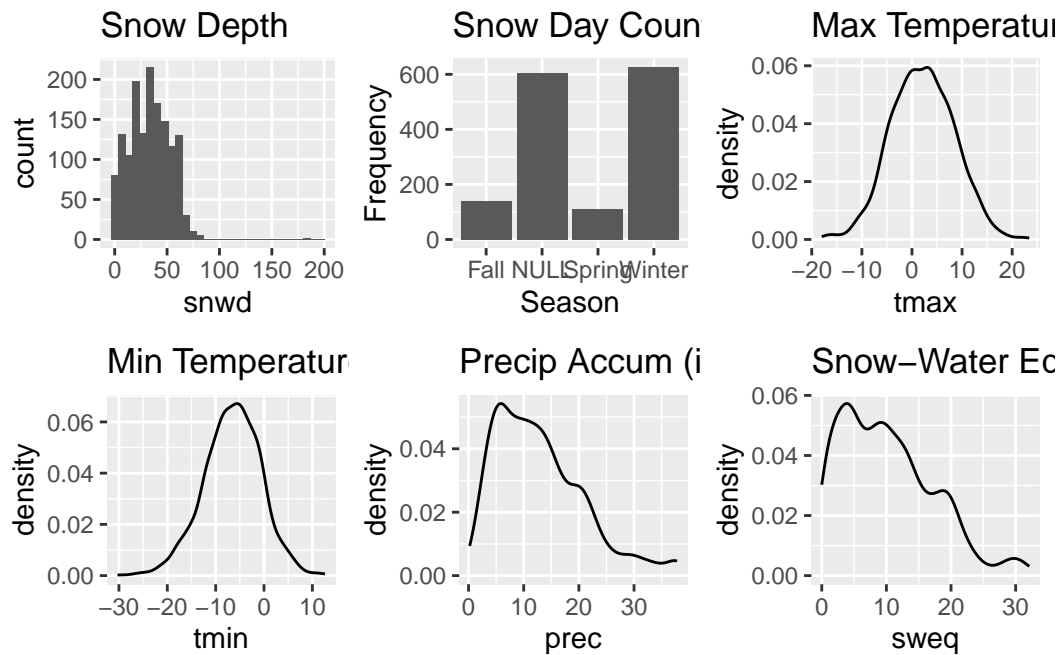 Snow Depth
200
150
100
50
0
count
0 50 100 150 200
snwd
Snow Day Coun
600
400
200
0
Frequency
Fall NULL Spring Winter
Season
Max Temperatur
0.06
0.04
0.02
0.00
density
−20 −10 0 10 20
tmax
Min Temperature
0.06
0.04
0.02
0.00
density
−30 −20 −10 0 10
tmin
Precip Accum (i
0.04
0.02
0.00
density
0 10 20 30
prec
Snow−Water Eq
0.06
0.04
0.02
0.00
density
0 10 20 30
sweq